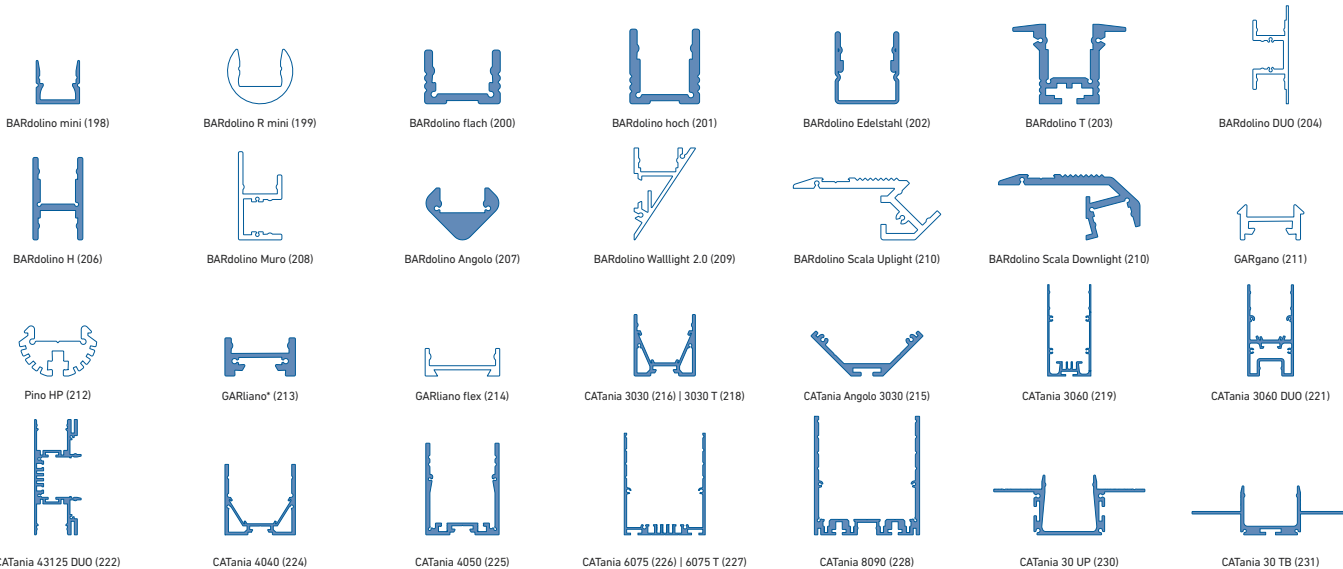 BARdolino mini (198)
BARdolino R mini (199)
BARdolino flach (200)
BARdolino hoch (201)
BARdolino Edelstahl (202)
BARdolino T (203)
BARdolino DUO (204)
BARdolino H (206)
BARdolino Muro (208)
BARdolino Angolo (207)
BARdolino Walllight 2.0 (209)
BARdolino Scala Uplight (210)
BARdolino Scala Downlight (210)
GARgano (211)
Pino HP (212)
GARliano* (213)
GARliano flex (214)
CATania 3030 (216) | 3030 T (218)
CATania Angolo 3030 (215)
CATania 3060 (219)
CATania 3060 DUO (221)
CATania 43125 DUO (222)
CATania 4040 (224)
CATania 4050 (225)
CATania 6075 (226) | 6075 T (227)
CATania 8090 (228)
CATania 30 UP (230)
CATania 30 TB (231)